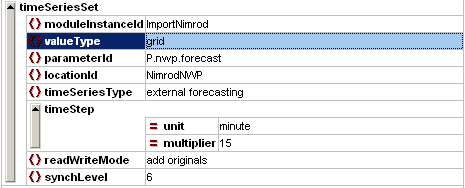 timeSeriesSet
moduleInstanceId ImportNimrod
valueType grid
parameterId P.nwp.forecast
locationId NimrodNWP
timeSeriesType external forecasting
timeStep
unit minute
multiplier 15
readWriteMode add originals
synchLevel 6